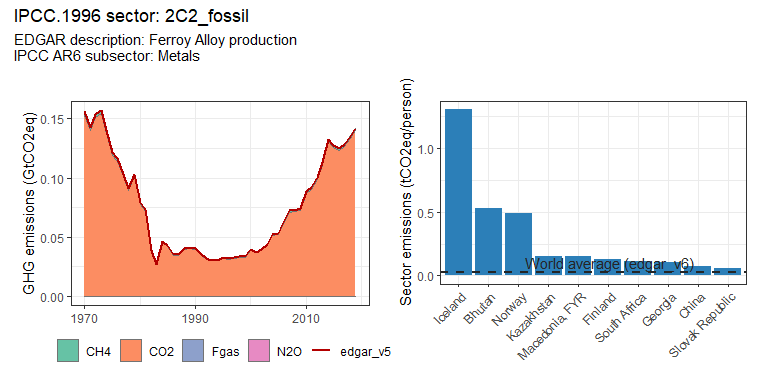 IPCC.1996 sector: 2C2_fossil
EDGAR description: Ferroy Alloy production
IPCC AR6 subsector: Metals
GHG emissions (GtCO2eq)
0.15
0.10
0.05
0.00
1970
1990
2010
CH4
CO2
Fgas
N2O
edgar_v5
Sector emissions (tCO2eq/person)
1.0
0.5
0.0
World average (edgar_v6)
Iceland
Bhutan
Norway
Kazakhstan
Macedonia, FYR
Finland
South Africa
Georgia
China
Slovak Republic